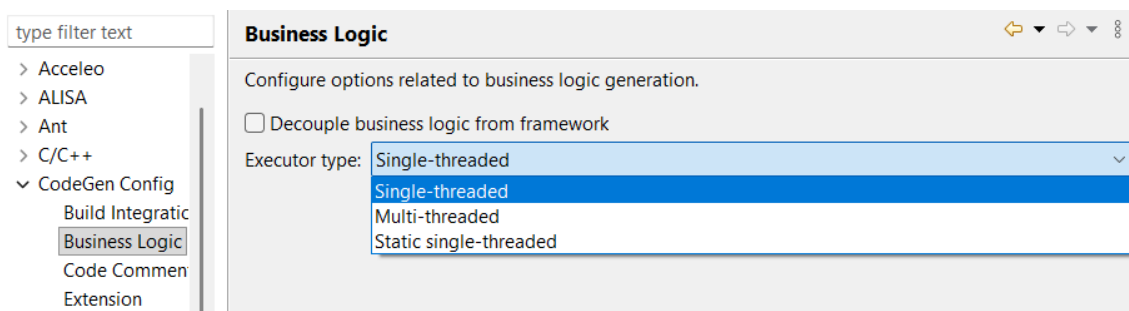 type filter text
Acceleo
ALISA
Ant
C/C++
CodeGen Config
Build Integratic
Business Logic
Code Commen
Extension
Business Logic
Configure options related to business logic generation.
Decouple business logic from framework
Executor type: Single-threaded
Single-threaded
Multi-threaded
Static single-threaded